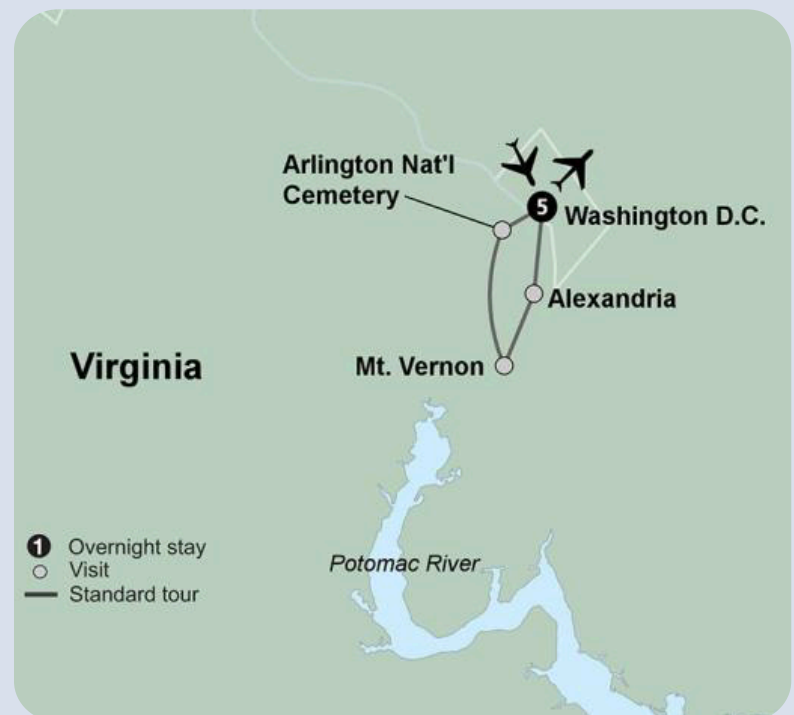 Arlington Nat'l
Cemetery
5
Washington D.C.
Alexandria
Virginia
Mt. Vernon
Potomac River
1 Overnight stay
Visit
Standard tour